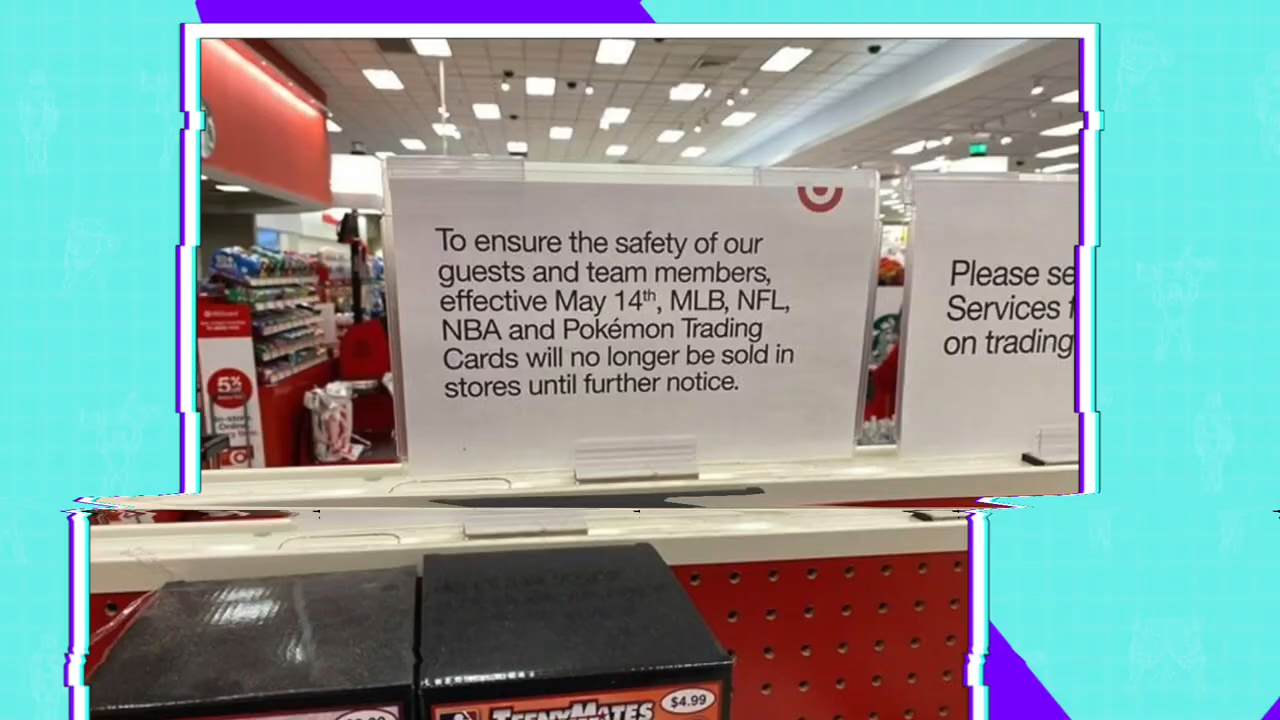 To ensure the safety of our
guests and team members,
effective May 14th, MLB, NFL,
NBA and Pokémon Trading
Cards will no longer be sold in
stores until further notice.
Please se
Services
on trading
5%
TEENYMATES
$4.99